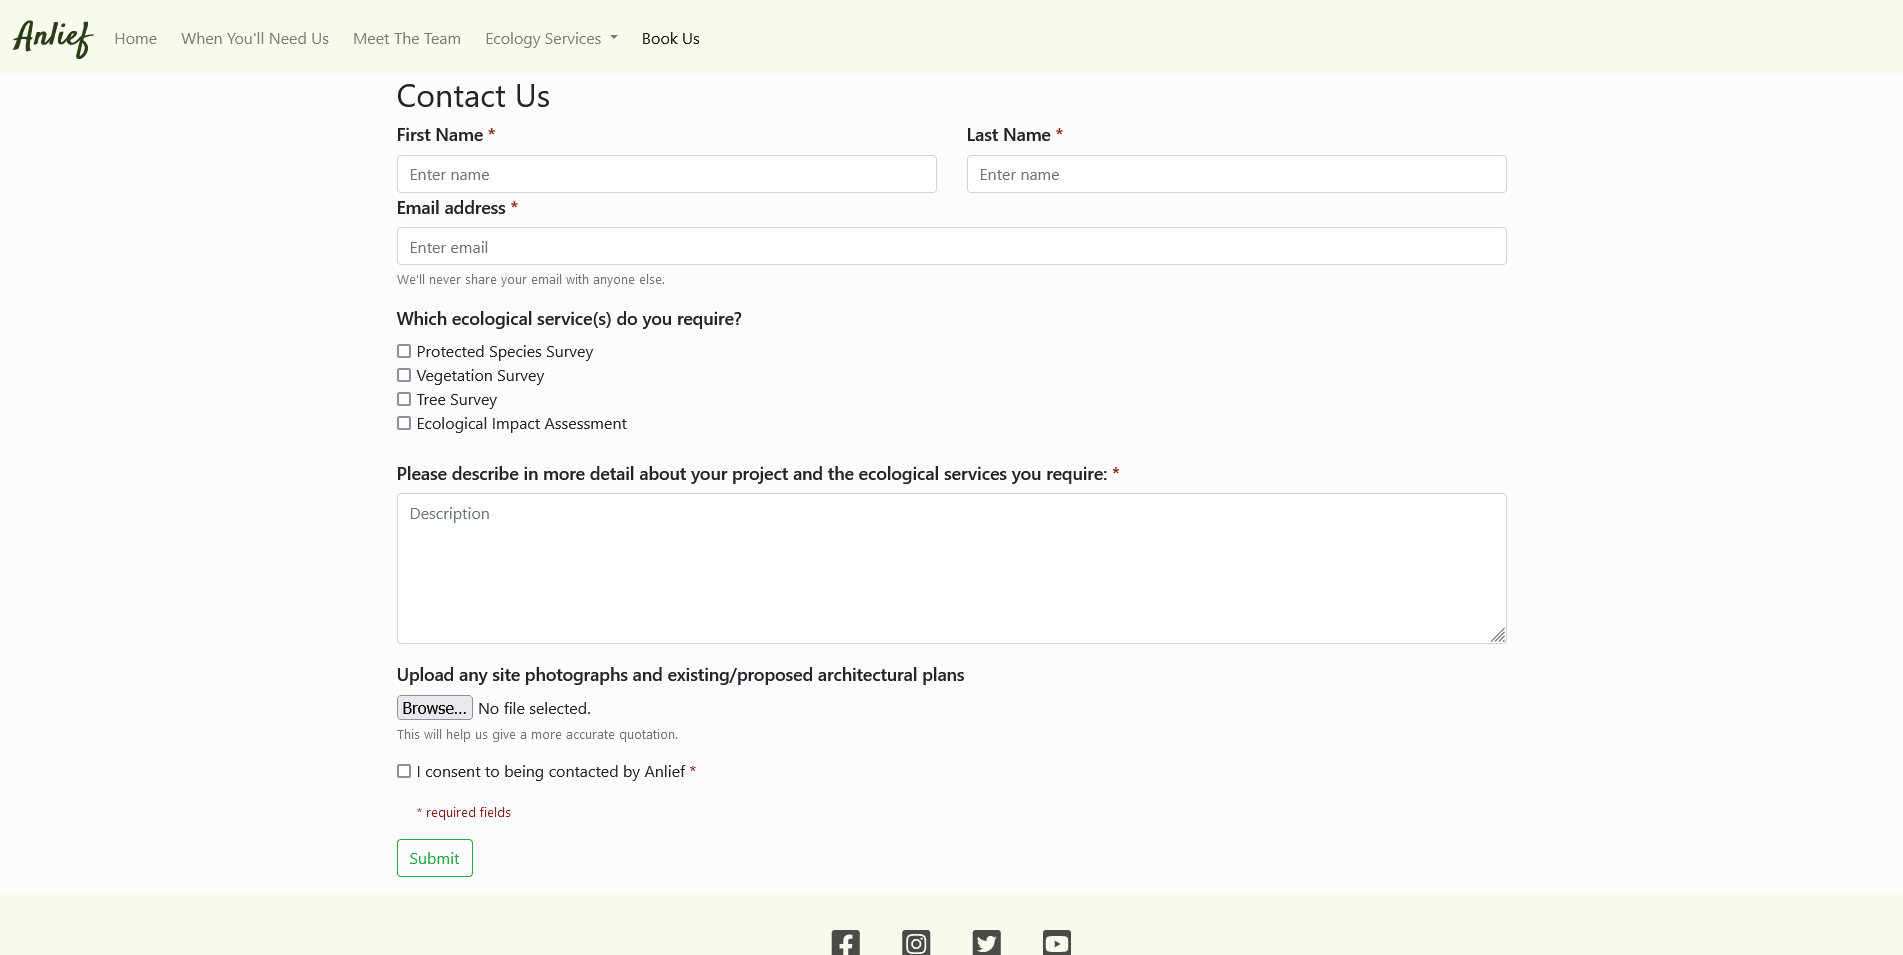 Anlief Home When You'll Need Us Meet The Team Ecology Services Book Us
Contact Us
First Name * Last Name *
Enter name Enter name
Email address *
Enter email
We'll never share your email with anyone else.
Which ecological service(s) do you require?
Protected Species Survey
Vegetation Survey
Tree Survey
Ecological Impact Assessment
Please describe in more detail about your project and the ecological services you require: *
Description
Upload any site photographs and existing/proposed architectural plans
Browse... No file selected.
This will help us give a more accurate quotation.
I consent to being contacted by Anlief *
* required fields
Submit